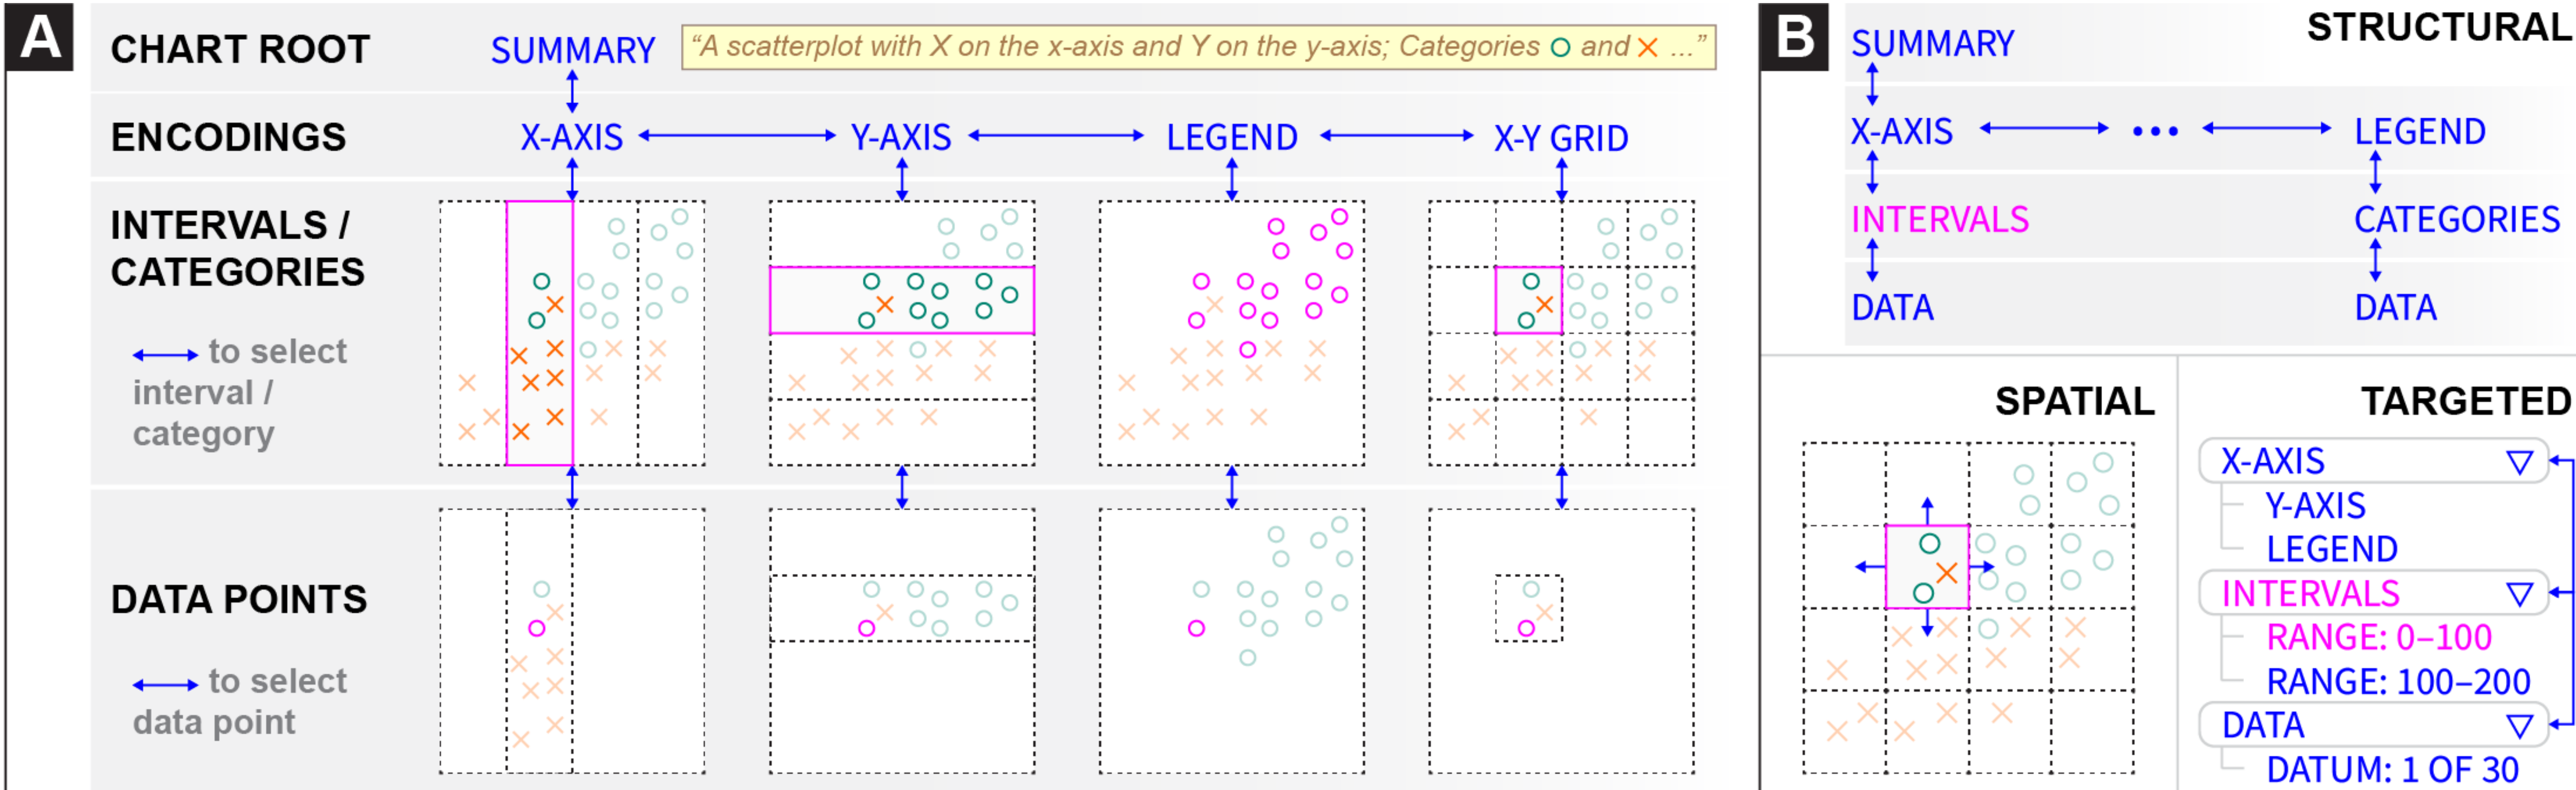 A
CHART ROOT
SUMMARY
“A scatterplot with X on the x-axis and Y on the y-axis; Categories O and × ...”
ENCODINGS
X-AXIS
Y-AXIS
LEGEND
X-Y GRID
INTERVALS /
CATEGORIES
to select
interval /
category
DATA POINTS
to select
data point
B
STRUCTURAL
SUMMARY
X-AXIS
•••
LEGEND
INTERVALS
CATEGORIES
DATA
DATA
SPATIAL
TARGETED
X-AXIS
Y-AXIS
LEGEND
INTERVALS
RANGE: 0–100
RANGE: 100–200
DATA
DATUM: 1 OF 30